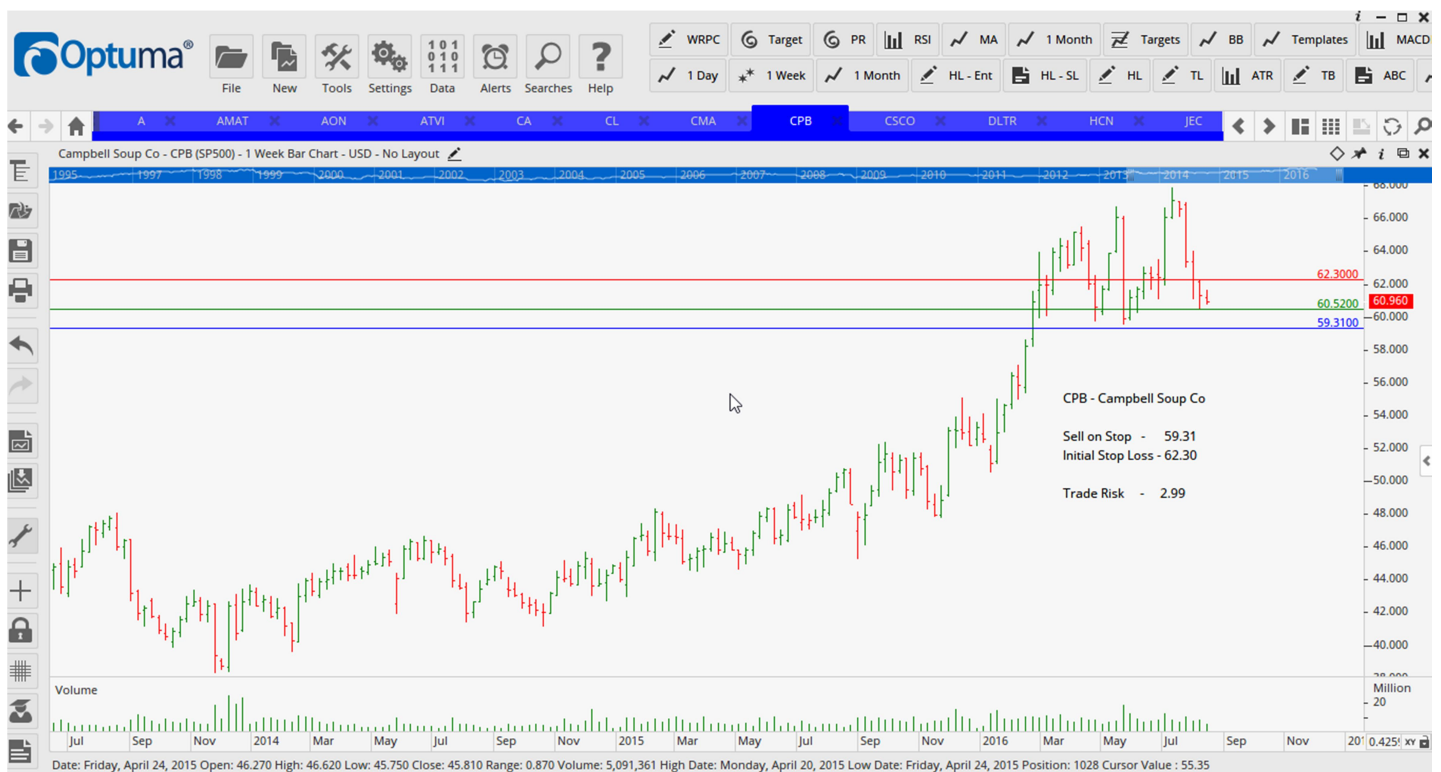 i
Optuma®
File New Tools Settings Data Alerts Searches Help
101
010
111
WRPC Target PR RSI MA 1 Month Targets BB Templates MACD
1 Day 1 Week 1 Month HL - Ent HL - SL HL TL ATR TB ABC
A AMAT AON ATVI CA CL CMA CPB CSCO DLTR HCN JEC
Campbell Soup Co - CPB (SP500) - 1 Week Bar Chart - USD - No Layout
1995 1997 1998 1999 2000 2001 2002 2003 2004 2005 2006 2007 2008 2009 2010 2011 2012 2013 2014 2015 2016
68.000
66.000
64.000
62.3000
62.000
60.5200
60.960
60.000
59.3100
58.000
56.000
CPB - Campbell Soup Co
54.000
Sell on Stop - 59.31
52.000
Initial Stop Loss - 62.30
50.000
Trade Risk - 2.99
48.000
46.000
44.000
42.000
40.000
38.000
Volume
Million
20
Jul Sep Nov 2014 Mar May Jul Sep Nov 2015 Mar May Jul Sep Nov 2016 Mar May Jul Sep Nov 0.425 XY
Date: Friday, April 24, 2015 Open: 46.270 High: 46.620 Low: 45.750 Close: 45.810 Range: 0.870 Volume: 5,091,361 High Date: Monday, April 20, 2015 Low Date: Friday, April 24, 2015 Position: 1028 Cursor Value : 55.35